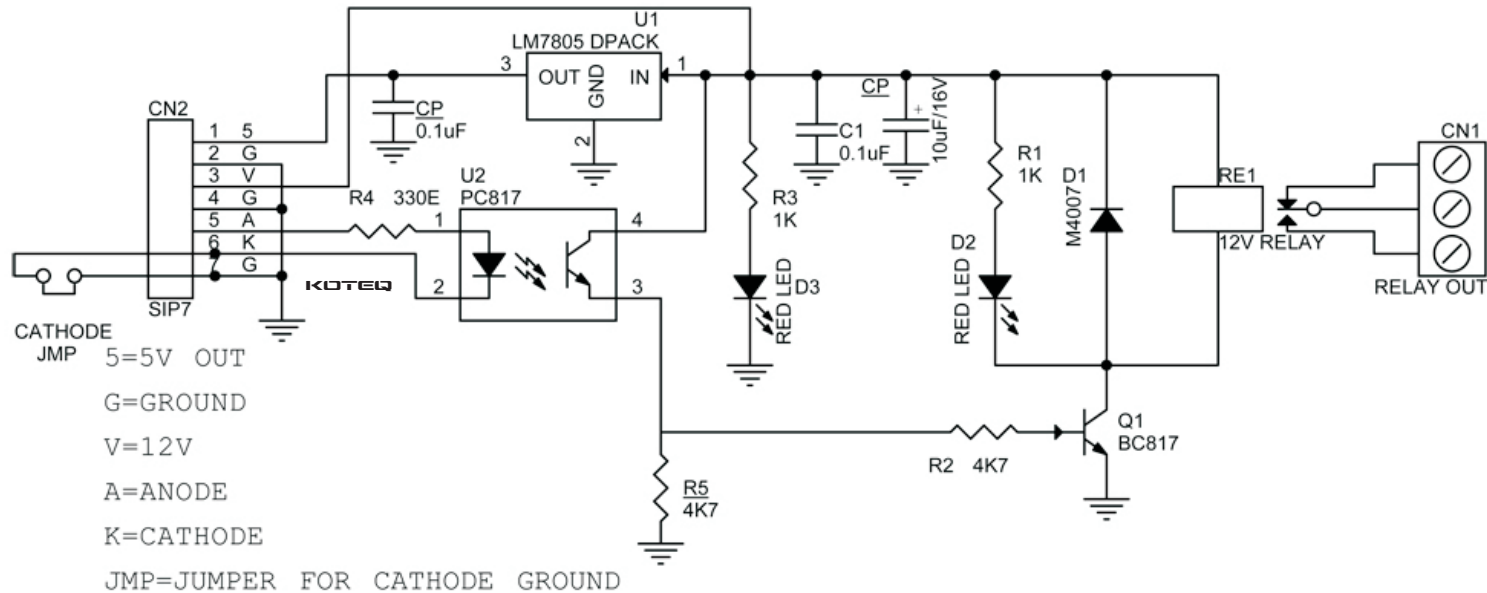 U1
LM7805 DPACK
3
OUT
GND
IN
1
2
CP
0.1uF
CN2
1 5
2 G
3 V
4 G
5 A
6 K
7 G
SIP7
CATHODE
JMP
R4 330E
U2
PC817
1
2
4
3
KOTEQ
R3
1K
RED LED
D3
C1
0.1uF
CP
+
10uF/16V
R1
1K
D2
RED LED
D1
M4007
RE1
12V RELAY
CN1
RELAY OUT
Q1
BC817
R2 4K7
R5
4K7
5=5V OUT
G=GROUND
V=12V
A=ANODE
K=CATHODE
JMP=JUMPER FOR CATHODE GROUND